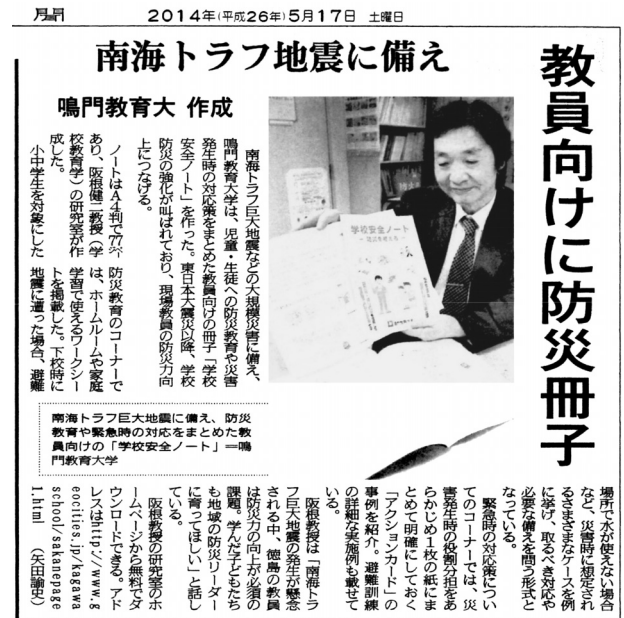 聞
2014年(平成26年)5月17日 土曜日
教員向けに防災冊子
南海トラフ地震に備え
鳴門教育大 作成
南海トラフ巨大地震などの大規模災害に備え、
鳴門教育大学は、児童・生徒への防災教育や災害
発生時の対応策をまとめた教員向けの冊子「学校
安全ノート」を作った。東日本大震災以降、学校
防災の強化が叫ばれており、現場教員の防災力向
上につなげる。
ノートはA4判で77㌻
あり、阪根健二教授（学
校教育学）の研究室が作
成した。
小中学生を対象にした
防災教育のコーナーで
は、ホームルームや家庭
学習で使えるワークシー
トを掲載した。下校時に
地震に遭った場合、避難
場所で水が使えない場合
など、災害時に想定され
るさまざまなケースを例
に挙げ、取るべき対応や
必要な備えを問う形式と
なっている。
緊急時の対応策につい
てのコーナーでは、災
害発生時の役割分担をあ
らかじめ1枚の紙にま
とめて明確にしておく
「アクションカード」の
事例を紹介。避難訓練
の詳細な実施例も載せて
いる。
阪根教授は「南海トラ
フ巨大地震の発生が懸念
される中、徳島の教員
は防災力の向上が必須の
課題。学んだ子どもたち
も地域の防災リーダー
に育ってほしい」と話し
ている。
阪根教授の研究室のホ
ームページから無料でダ
ウンロードできる。アド
レスはhttp://www.g
eocities.jp/kagawa
school/sakanepage
1.html （矢田諭史）
学校安全ノート
南海トラフ巨大地震に備え、防災
教育や緊急時の対応をまとめた教
員向けの「学校安全ノート」＝鳴
門教育大学